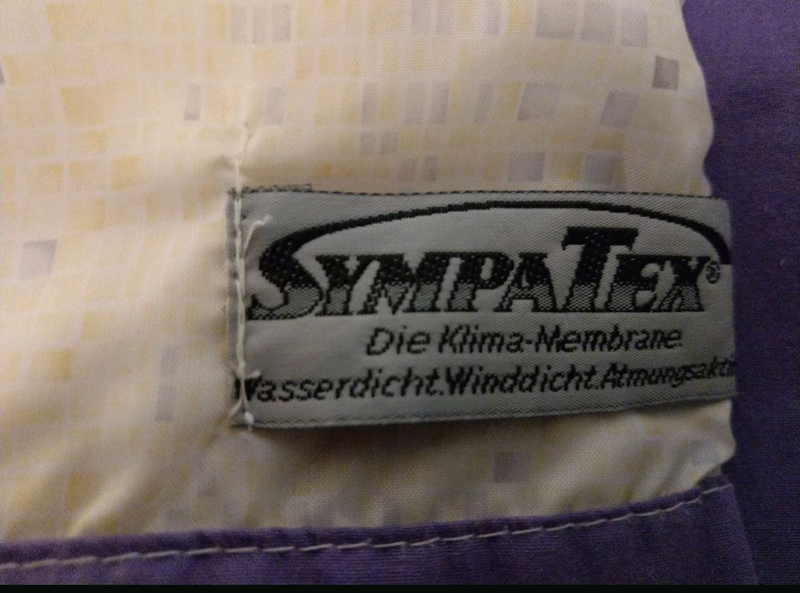 SYMPATEX®
Die Klima-Membrane
Wasserdicht.Winddicht.Atmungsakti